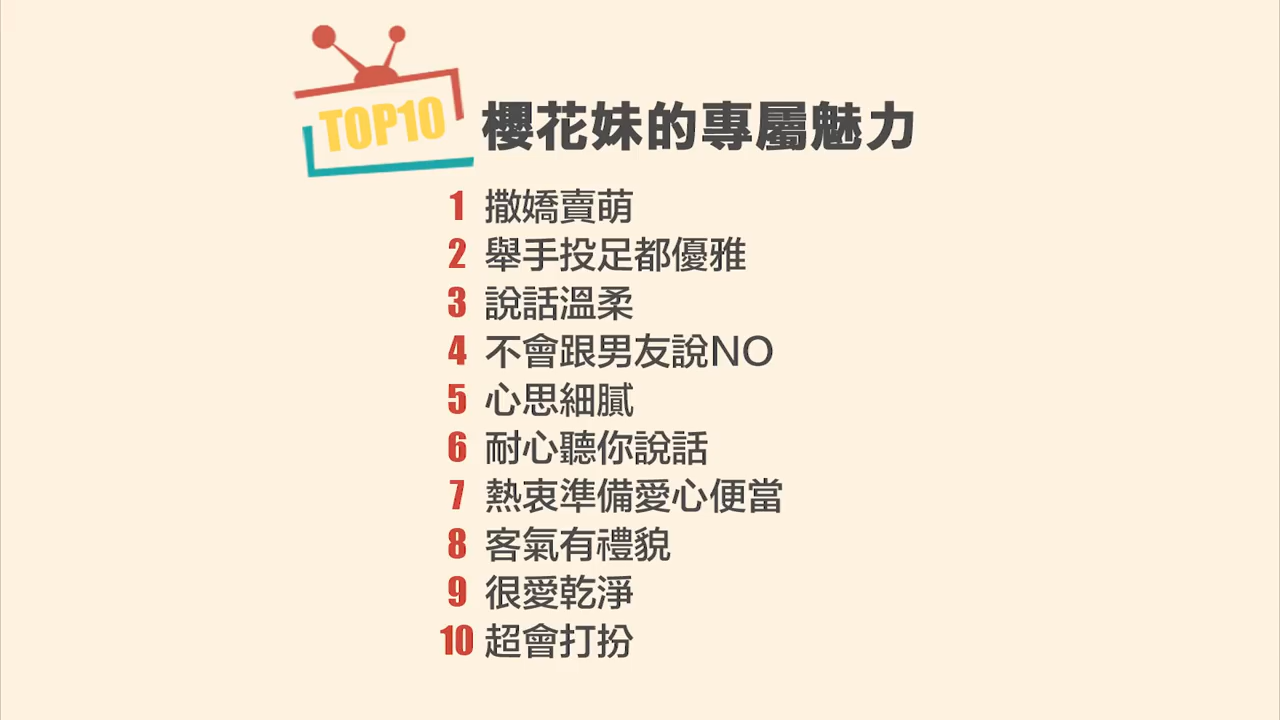 TOP10 櫻花妹的專屬魅力
1 撒嬌賣萌
2 舉手投足都優雅
3 說話溫柔
4 不會跟男友說NO
5 心思細膩
6 耐心聽你說話
7 熱衷準備愛心便當
8 客氣有禮貌
9 很愛乾淨
10 超會打扮